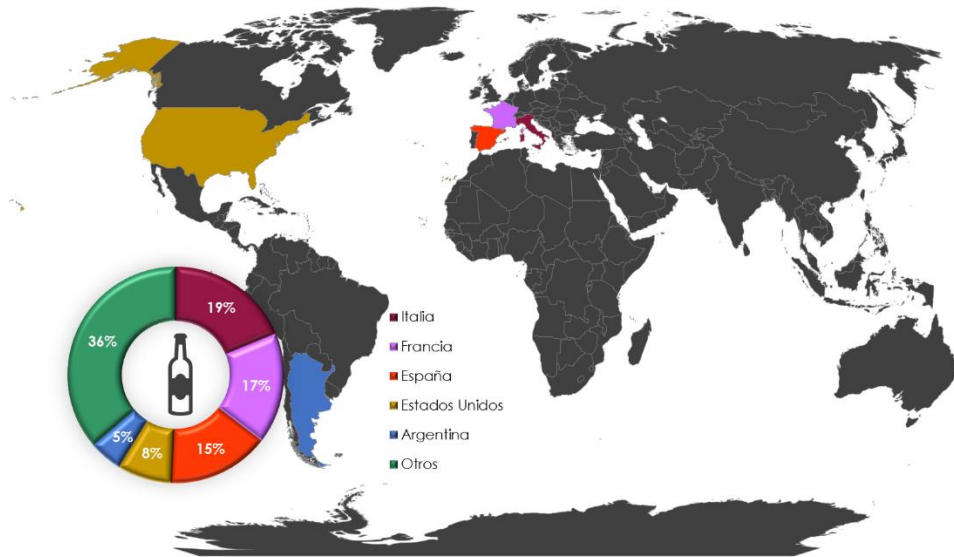 19%
17%
15%
8%
5%
36%
Italia
Francia
España
Estados Unidos
Argentina
Otros